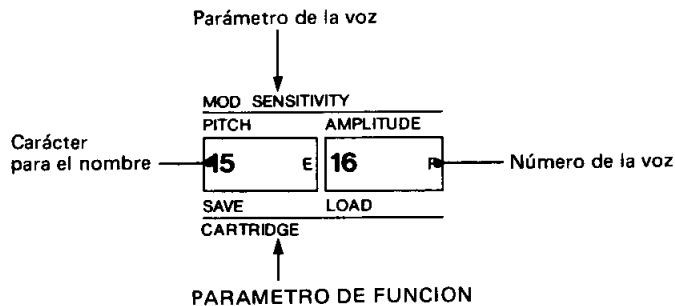 Parámetro de la voz
MOD SENSITIVITY
PITCH AMPLITUDE
Carácter
para el nombre
15 E 16 F
Número de la voz
SAVE LOAD
CARTRIDGE
PARAMETRO DE FUNCION